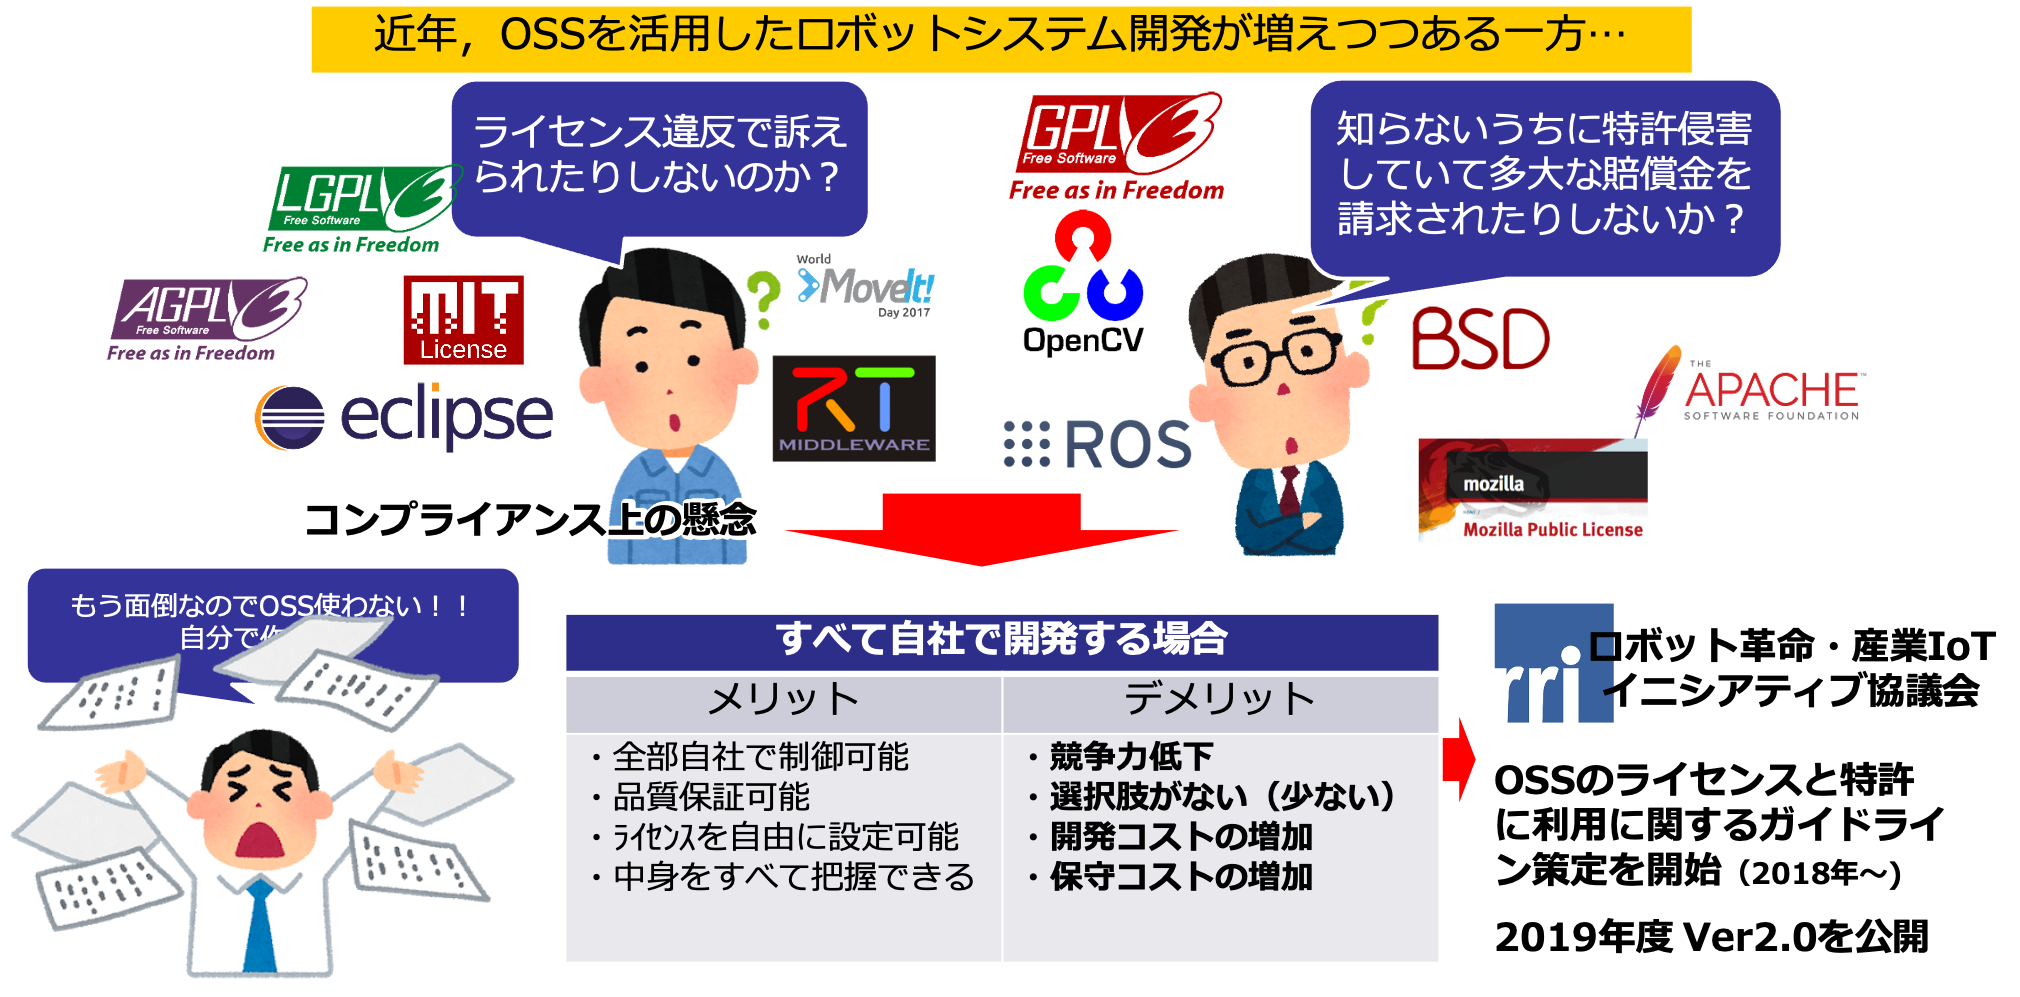 近年，OSSを活用したロボットシステム開発が増えつつある一方…
ライセンス違反で訴え
られたりしないのか？
GPLv3
Free Software
Free as in Freedom
知らないうちに特許侵害
していて多大な賠償金を
請求されたりしないか？
LGPLv3
Free Software
Free as in Freedom
AGPLv3
Free Software
Free as in Freedom
MIT
License
World
MoveIt!
Day 2017
OpenCV
BSD
THE
APACHE™
SOFTWARE FOUNDATION
eclipse
RT
MIDDLEWARE
ROS
mozilla
Mozilla Public License
コンプライアンス上の懸念
もう面倒なのでOSS使わない！！
自分で
すべて自社で開発する場合
メリット
デメリット
・全部自社で制御可能
・品質保証可能
・ﾗｲｾﾝｽを自由に設定可能
・中身をすべて把握できる
・競争力低下
・選択肢がない（少ない）
・開発コストの増加
・保守コストの増加
rri
ロボット革命・産業IoT
イニシアティブ協議会
OSSのライセンスと特許
に利用に関するガイドライ
ン策定を開始（2018年～)
2019年度 Ver2.0を公開